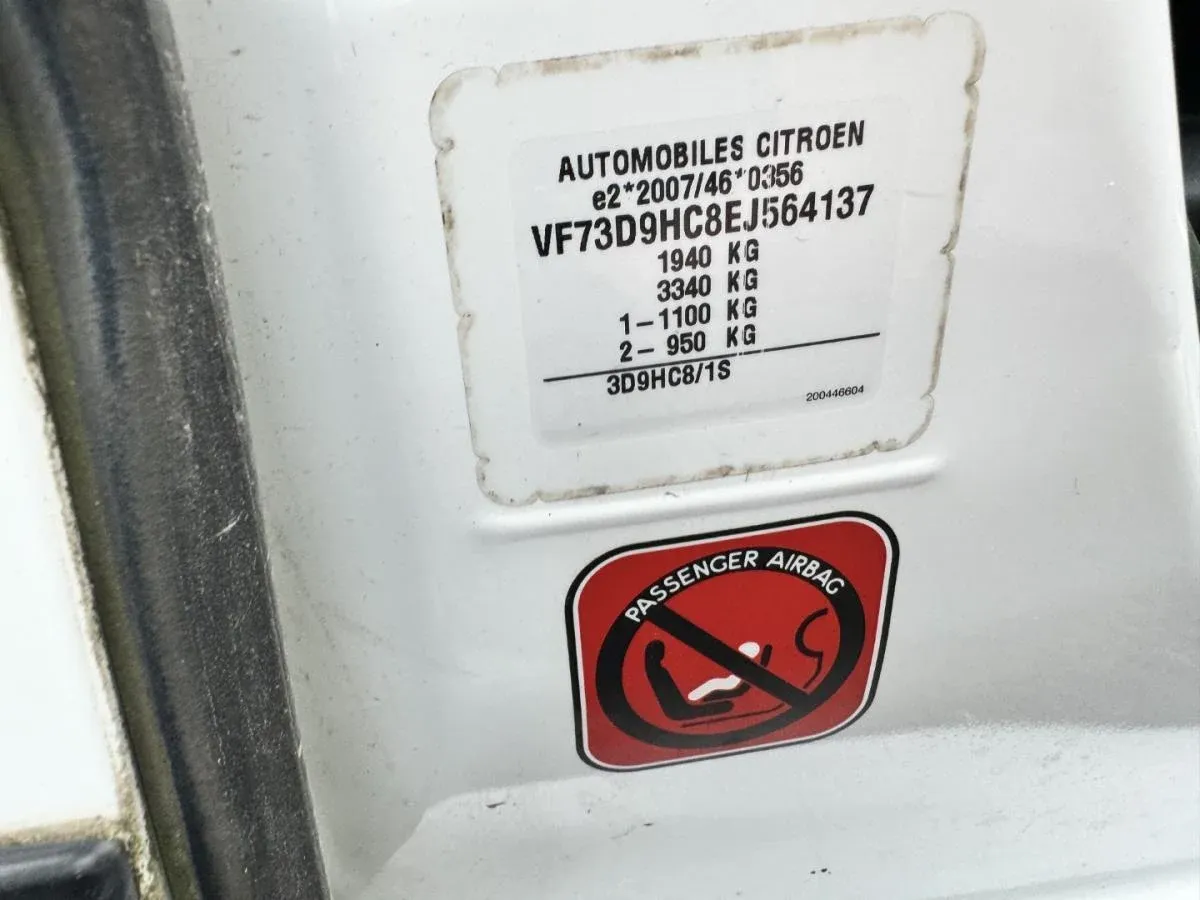 AUTOMOBILES CITROEN
e2*2007/46*0356
VF73D9HC8EJ564137
1940 KG
3340 KG
1-1100 KG
2- 950 KG
3D9HC8/1S
200446604
PASSENGER AIRBAG